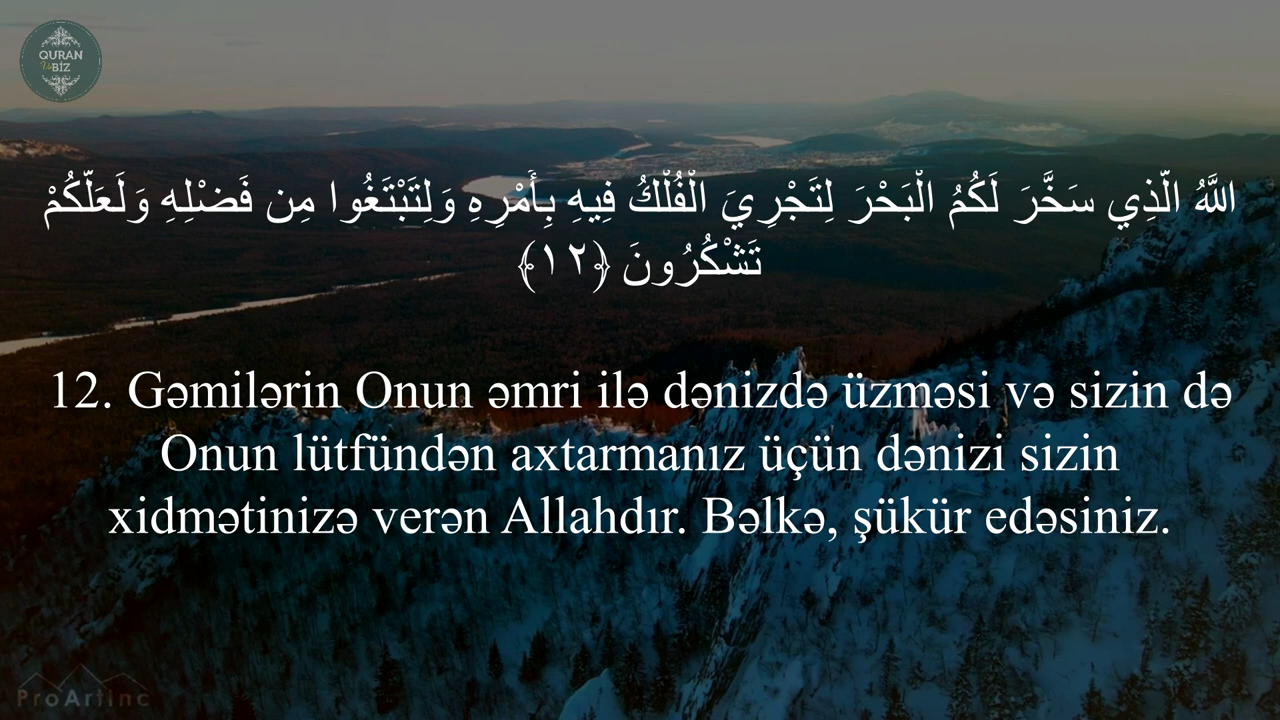 QURAN
Və
BİZ
اللَّهُ الَّذِي سَخَّرَ لَكُمُ الْبَحْرَ لِتَجْرِيَ الْفُلْكُ فِيهِ بِأَمْرِهِ وَلِتَبْتَغُوا مِن فَضْلِهِ وَلَعَلَّكُمْ
تَشْكُرُونَ ﴿١٢﴾
12. Gəmilərin Onun əmri ilə dənizdə üzməsi və sizin də
Onun lütfündən axtarmanız üçün dənizi sizin
xidmətinizə verən Allahdır. Bəlkə, şükür edəsiniz.
ProArtInc